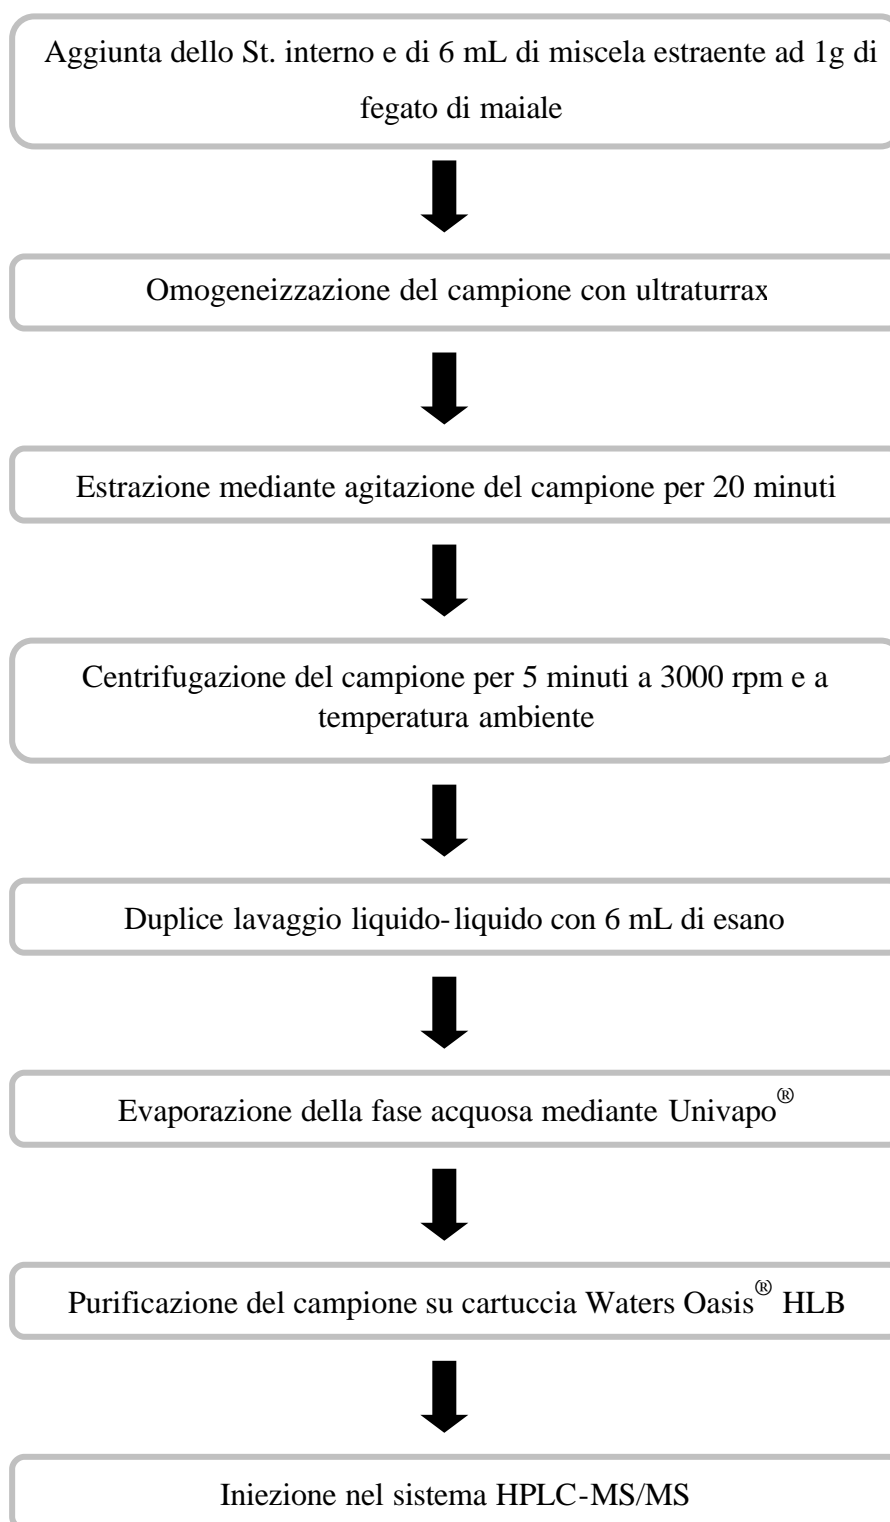 Aggiunta dello St. interno e di 6 mL di miscela estraente ad 1g di
fegato di maiale
Omogeneizzazione del campione con ultraturrax
Estrazione mediante agitazione del campione per 20 minuti
Centrifugazione del campione per 5 minuti a 3000 rpm e a
temperatura ambiente
Duplice lavaggio liquido-liquido con 6 mL di esano
Evaporazione della fase acquosa mediante Univapo®
Purificazione del campione su cartuccia Waters Oasis® HLB
Iniezione nel sistema HPLC-MS/MS